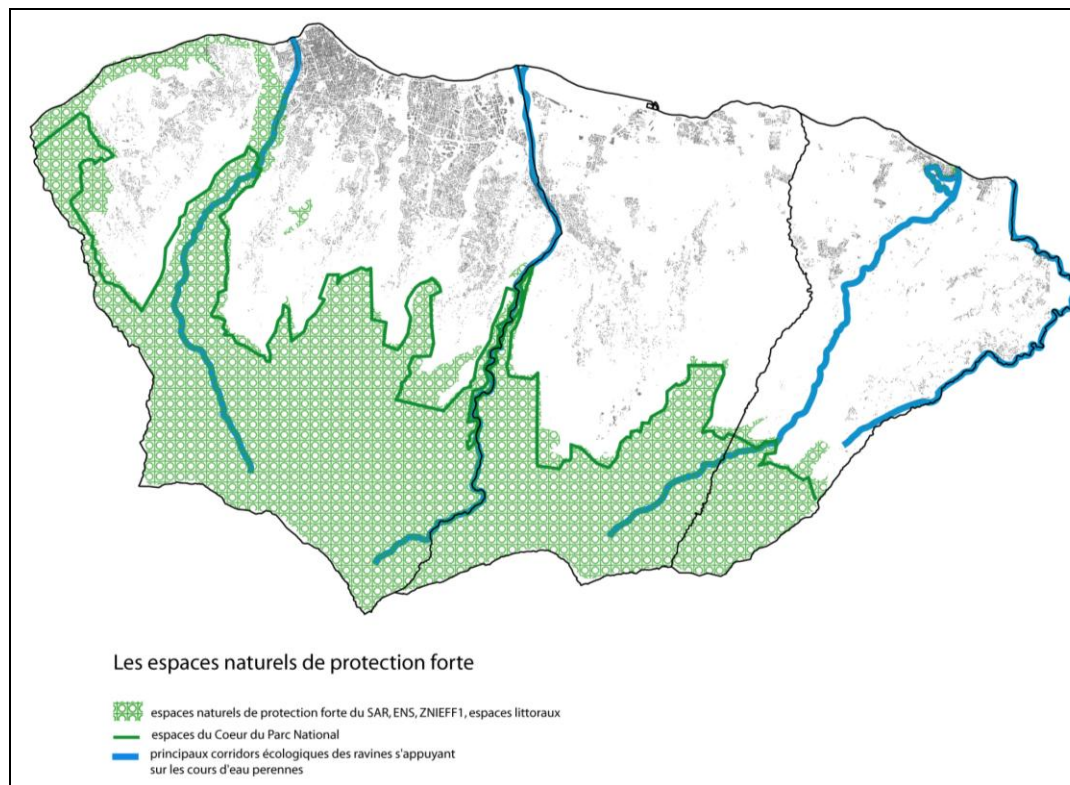 Les espaces naturels de protection forte
espaces naturels de protection forte du SAR, ENS, ZNIEFF1, espaces littoraux
espaces du Coeur du Parc National
principaux corridors écologiques des ravines s'appuyant
sur les cours d'eau perennes